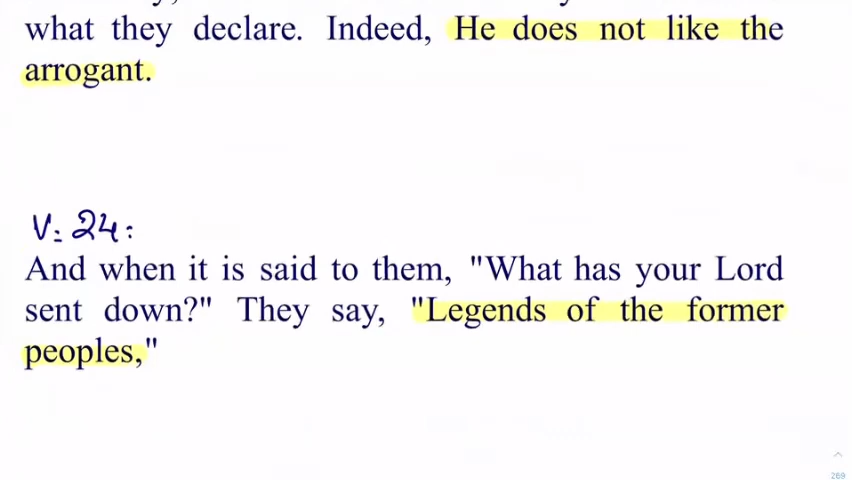 what they declare. Indeed, He does not like the
arrogant.
V: 24:
And when it is said to them, "What has your Lord
sent down?" They say, "Legends of the former
peoples,"
269